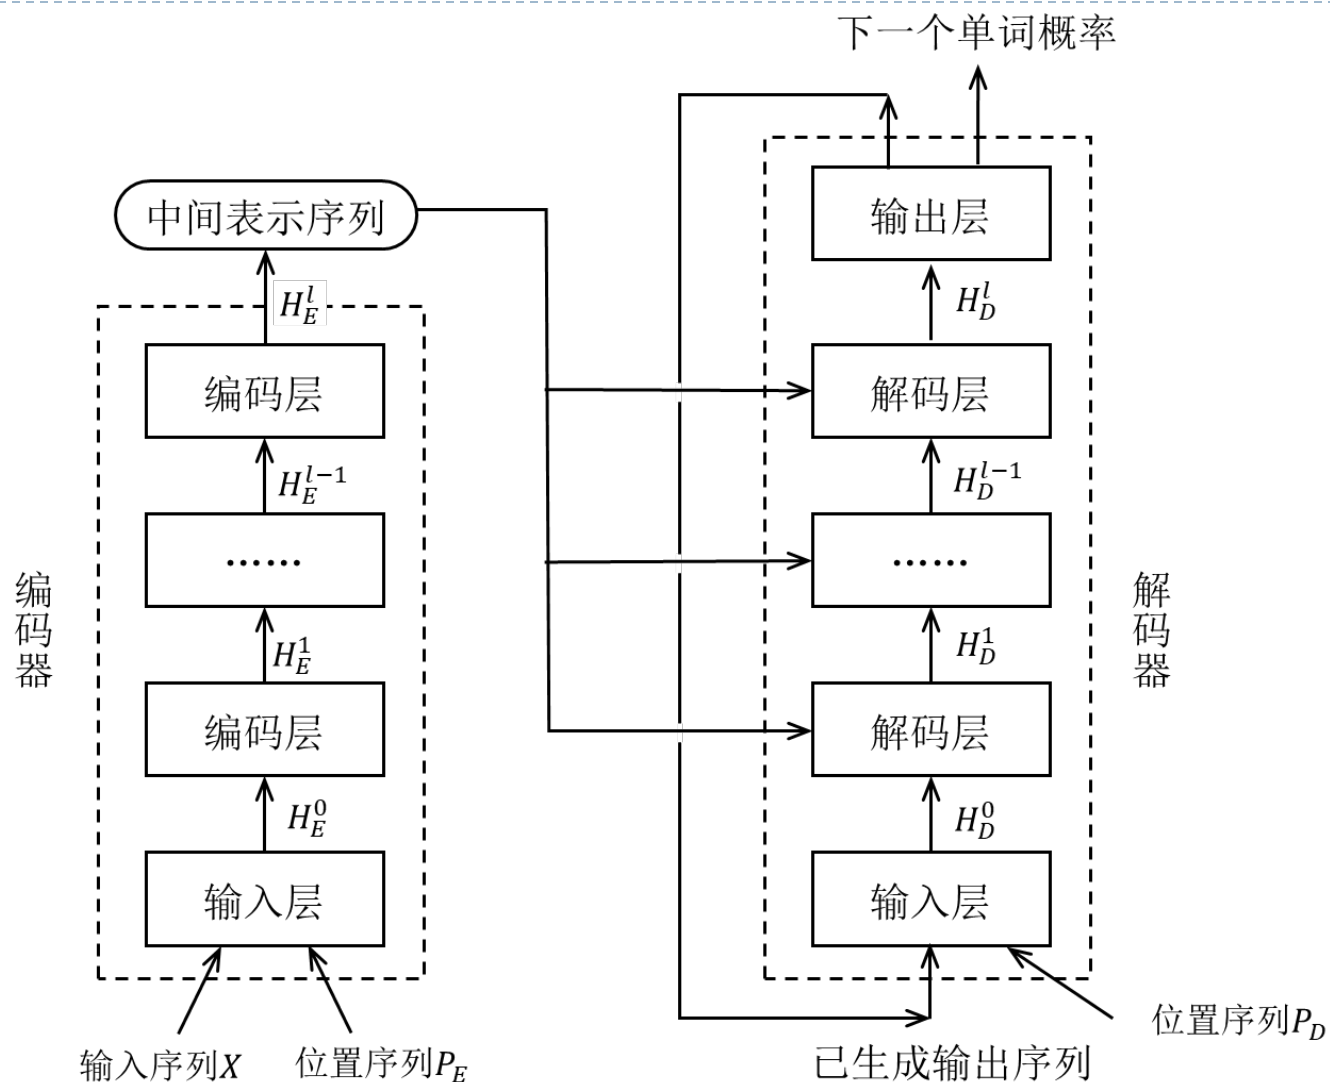 下一个单词概率
中间表示序列
输出层
H_E^l
H_D^l
编码层
解码层
H_E^{l-1}
H_D^{l-1}
……
……
编码器
解码器
H_E^1
H_D^1
编码层
解码层
H_E^0
H_D^0
输入层
输入层
输入序列X
位置序列P_E
已生成输出序列
位置序列P_D